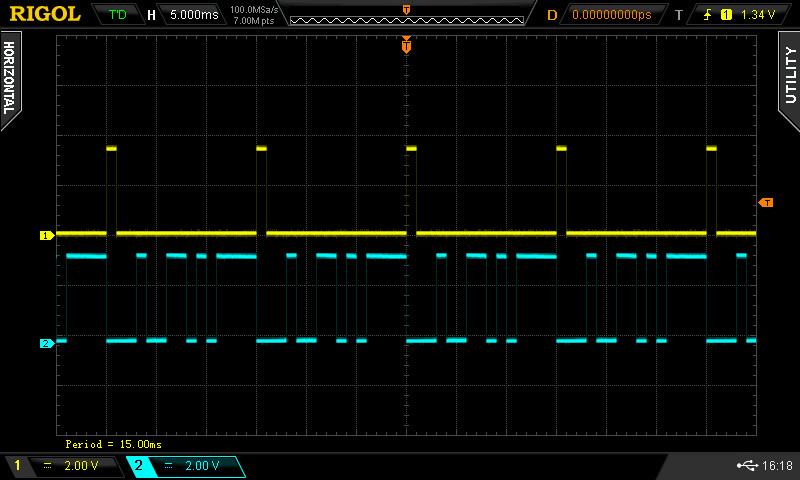 RIGOL T'D H 5.000ms 100.0MSa/s 7.00M pts D 0.00000000ps T 1 1.34 V
HORIZONTAL
UTILITY
T
T
T
1
2
Period = 15.00ms
1 2.00 V 2 2.00 V 16:18